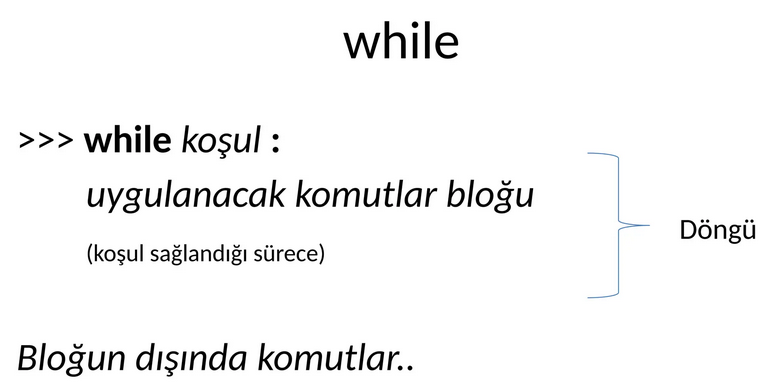 while
>>> while koşul :
uygulanacak komutlar bloğu
(koşul sağlandığı sürece)
Döngü
Bloğun dışında komutlar..